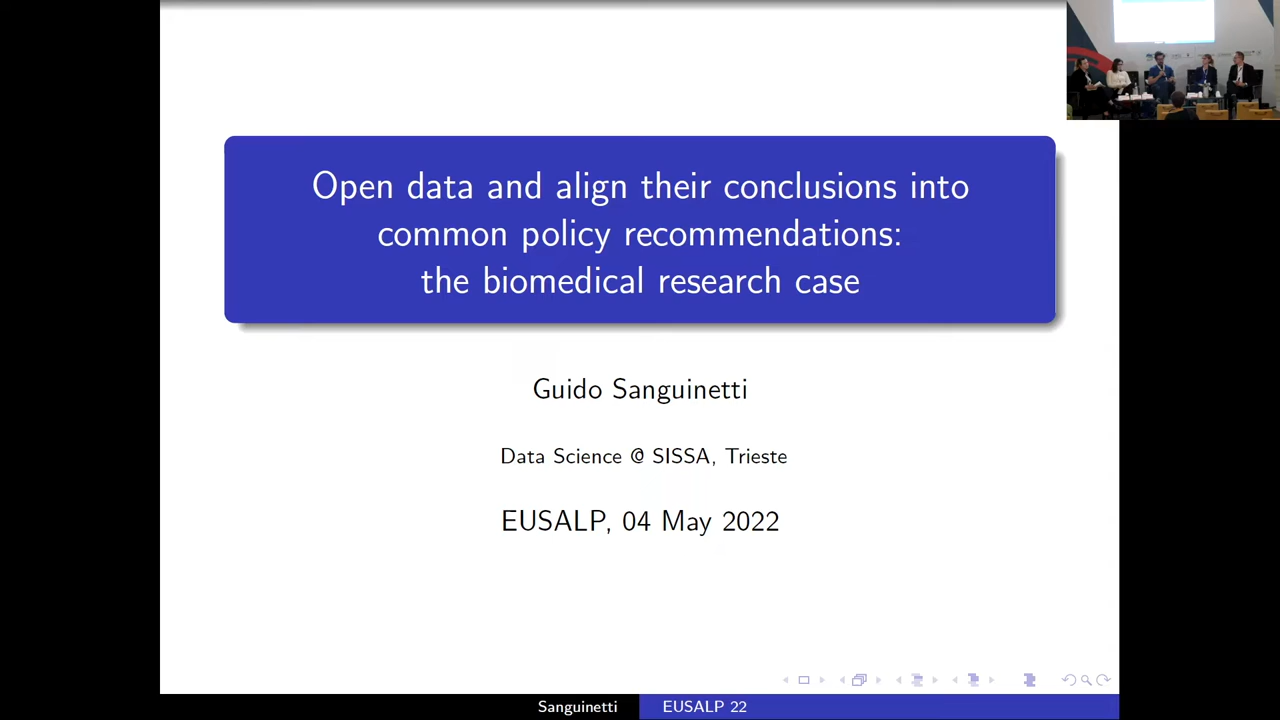 Open data and align their conclusions into
common policy recommendations:
the biomedical research case
Guido Sanguinetti
Data Science @ SISSA, Trieste
EUSALP, 04 May 2022
Sanguinetti
EUSALP 22